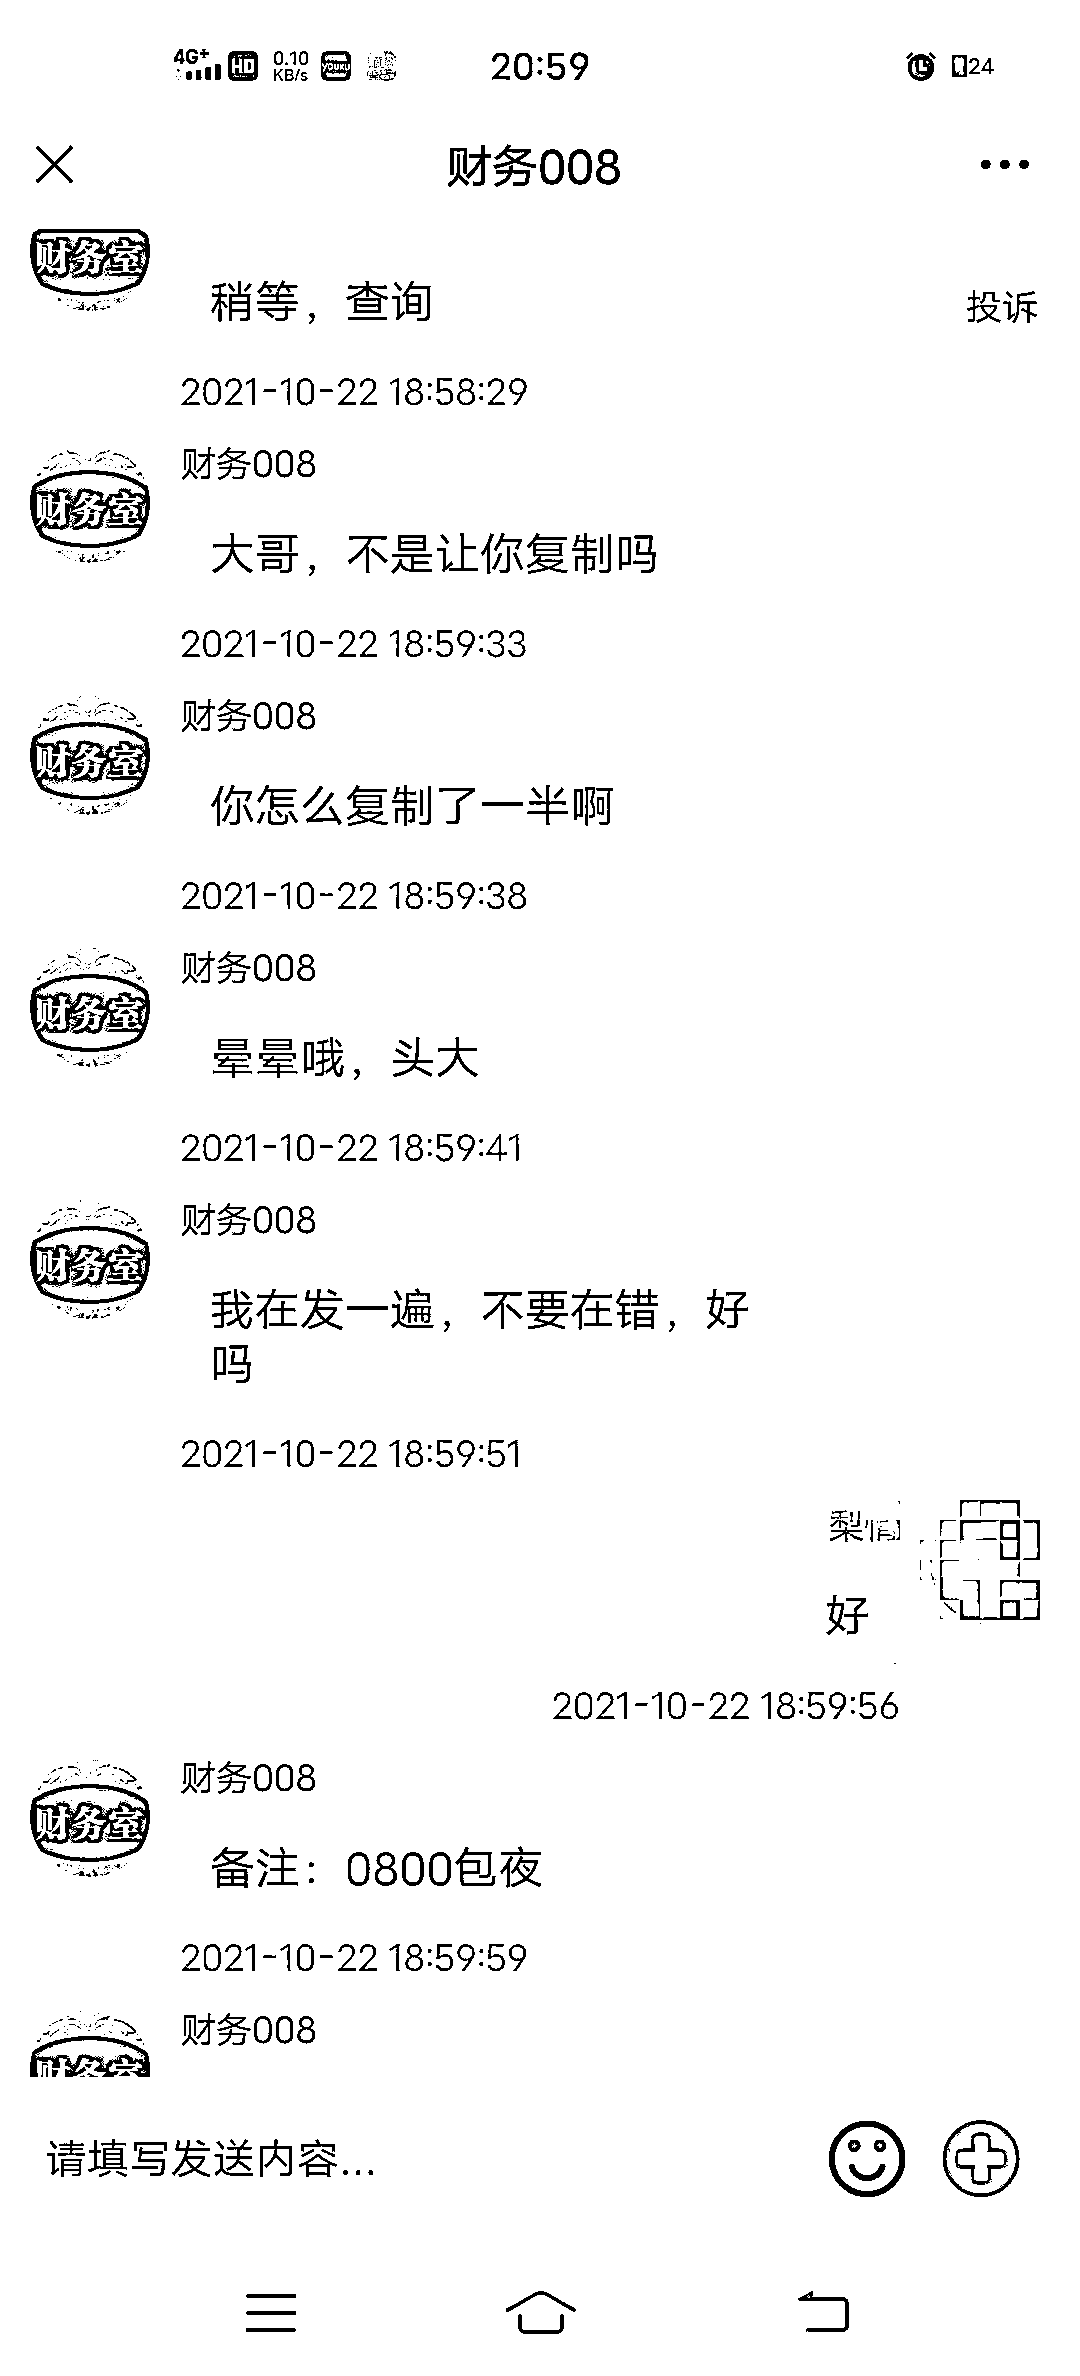 4G+ HD 0.10 KB/s YOUKU 20:59 24
财务008
财务室
稍等，查询
投诉
2021-10-22 18:58:29
财务008
财务室
大哥，不是让你复制吗
2021-10-22 18:59:33
财务008
财务室
你怎么复制了一半啊
2021-10-22 18:59:38
财务008
财务室
晕晕哦，头大
2021-10-22 18:59:41
财务008
财务室
我在发一遍，不要在错，好
吗
2021-10-22 18:59:51
梨情
好
2021-10-22 18:59:56
财务008
财务室
备注：0800包夜
2021-10-22 18:59:59
财务008
财务室
请填写发送内容...